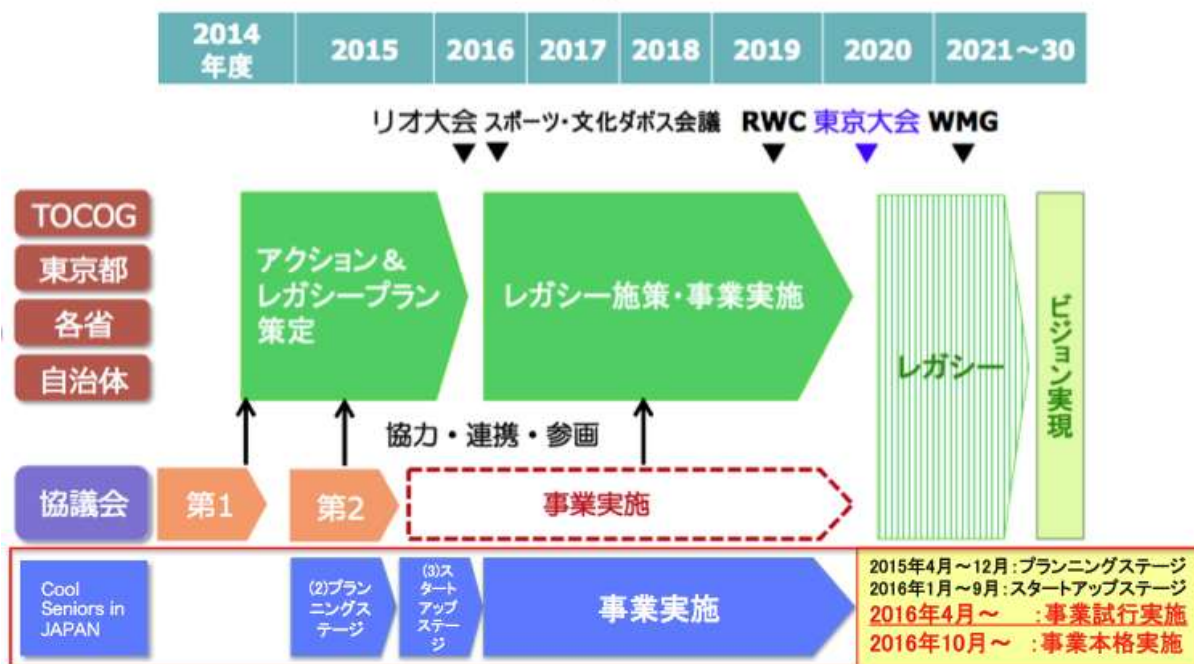 2014
年度
2015
2016
2017
2018
2019
2020
2021～30
リオ大会 スポーツ・文化ダボス会議 RWC 東京大会 WMG
TOCOG
東京都
各省
自治体
アクション＆
レガシープラン
策定
レガシー施策・事業実施
レガシー
ビジョン実現
協力・連携・参画
協議会
第1
第2
事業実施
Cool
Seniors in
JAPAN
(2)プラン
ニングス
テージ
(3)ス
タート
アップ
ステー
ジ
事業実施
2015年4月～12月：プランニングステージ
2016年1月～9月：スタートアップステージ
2016年4月～　：事業試行実施
2016年10月～　：事業本格実施